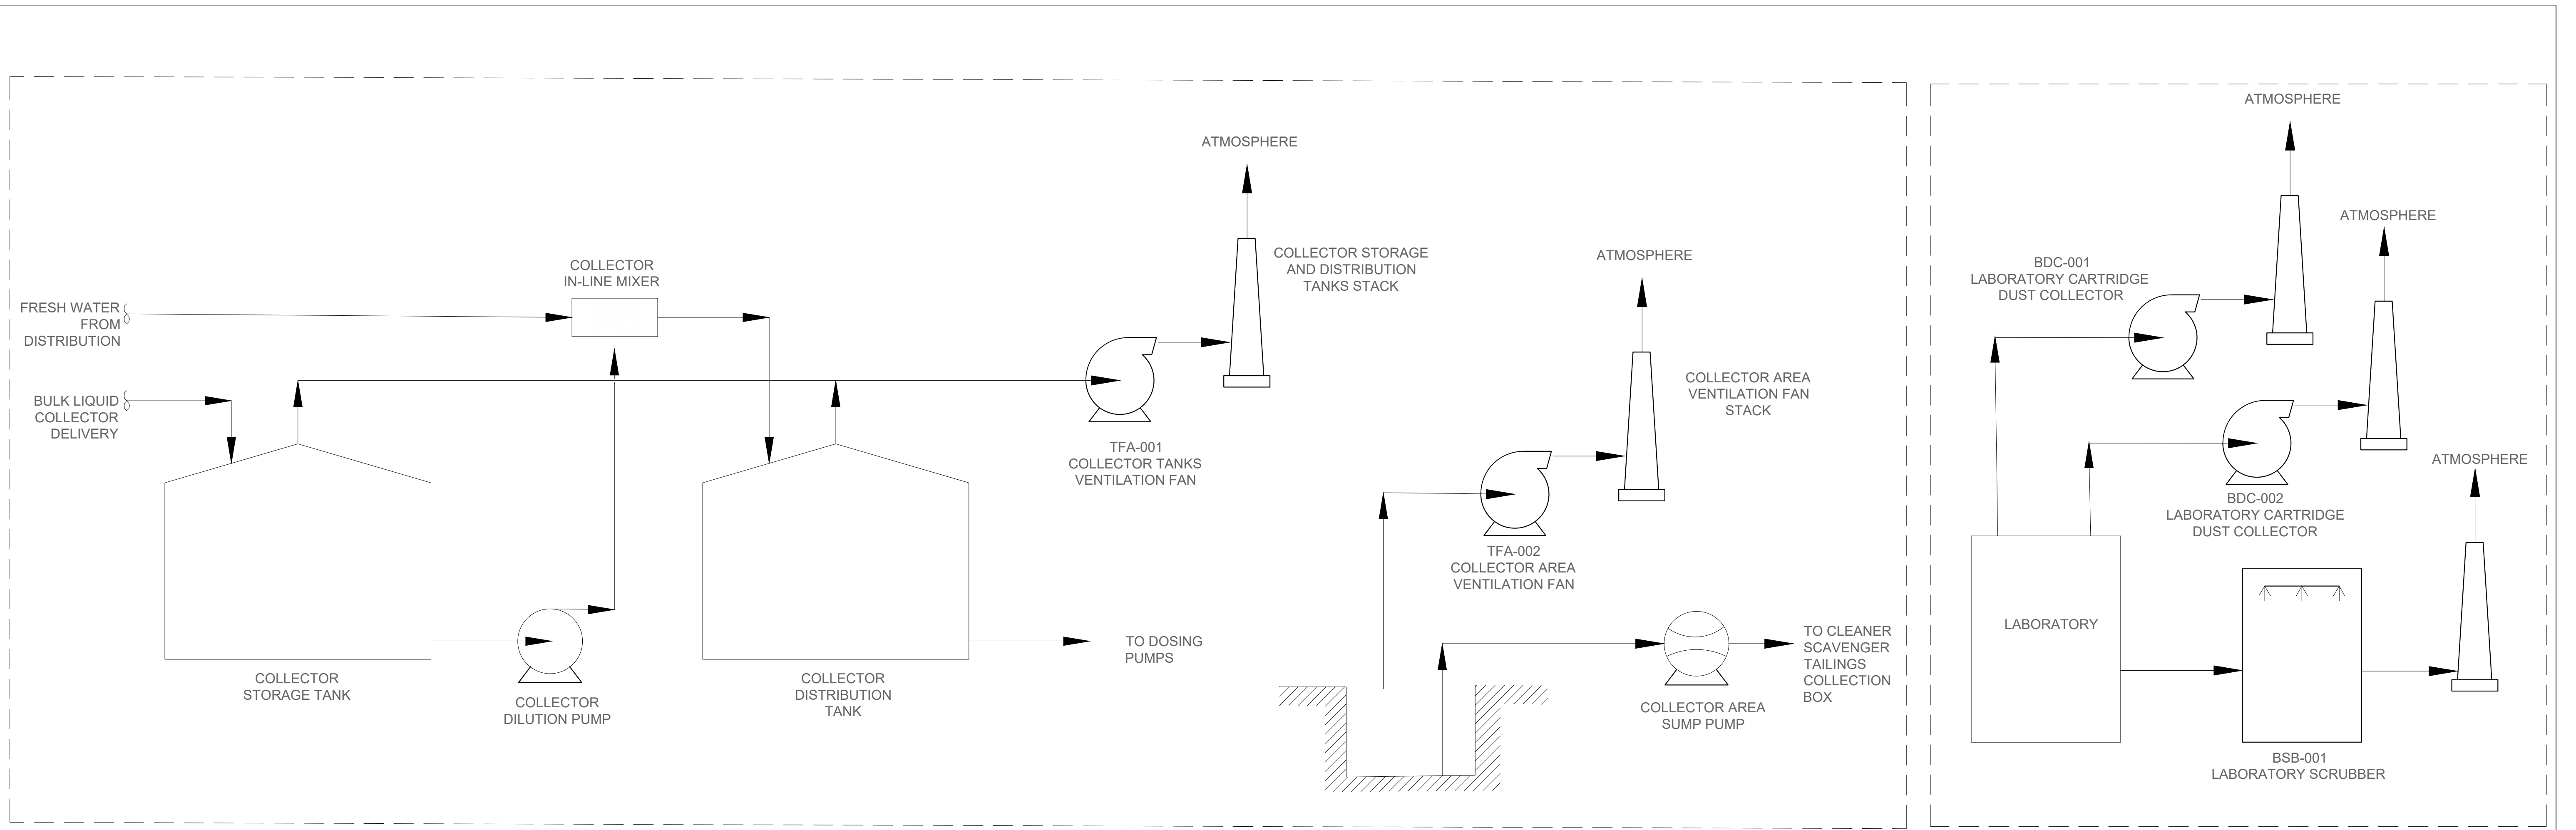 FRESH WATER
FROM
DISTRIBUTION
BULK LIQUID
COLLECTOR
DELIVERY
COLLECTOR
IN-LINE MIXER
COLLECTOR
STORAGE TANK
COLLECTOR
DILUTION PUMP
COLLECTOR
DISTRIBUTION
TANK
TO DOSING
PUMPS
TFA-001
COLLECTOR TANKS
VENTILATION FAN
ATMOSPHERE
COLLECTOR STORAGE
AND DISTRIBUTION
TANKS STACK
TFA-002
COLLECTOR AREA
VENTILATION FAN
ATMOSPHERE
COLLECTOR AREA
VENTILATION FAN
STACK
COLLECTOR AREA
SUMP PUMP
TO CLEANER
SCAVENGER
TAILINGS
COLLECTION
BOX
ATMOSPHERE
BDC-001
LABORATORY CARTRIDGE
DUST COLLECTOR
ATMOSPHERE
BDC-002
LABORATORY CARTRIDGE
DUST COLLECTOR
ATMOSPHERE
LABORATORY
BSB-001
LABORATORY SCRUBBER